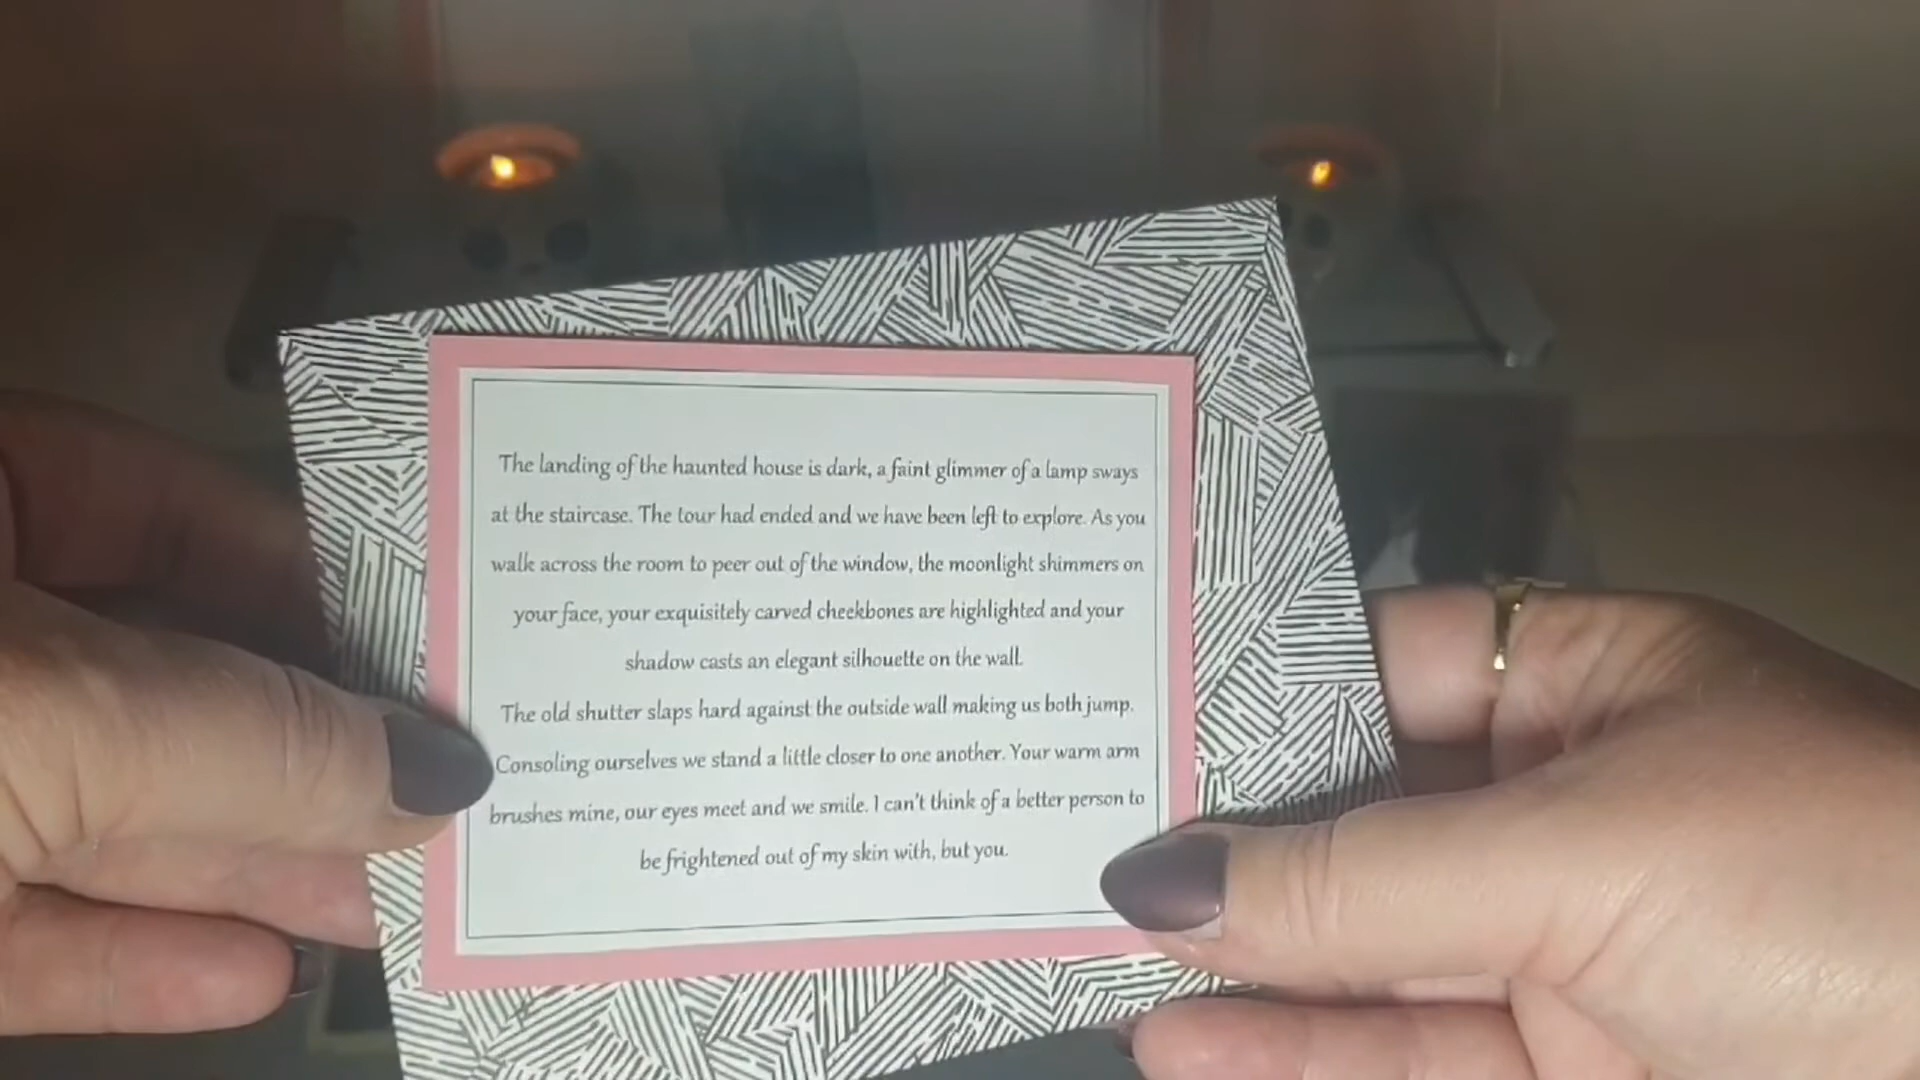 The landing of the haunted house is dark, a faint glimmer of a lamp sways
at the staircase. The tour had ended and we have been left to explore. As you
walk across the room to peer out of the window, the moonlight shimmers on
your face, your exquisitely carved cheekbones are highlighted and your
shadow casts an elegant silhouette on the wall.
The old shutter slaps hard against the outside wall making us both jump.
Consoling ourselves we stand a little closer to one another. Your warm arm
brushes mine, our eyes meet and we smile. I can't think of a better person to
be frightened out of my skin with, but you.